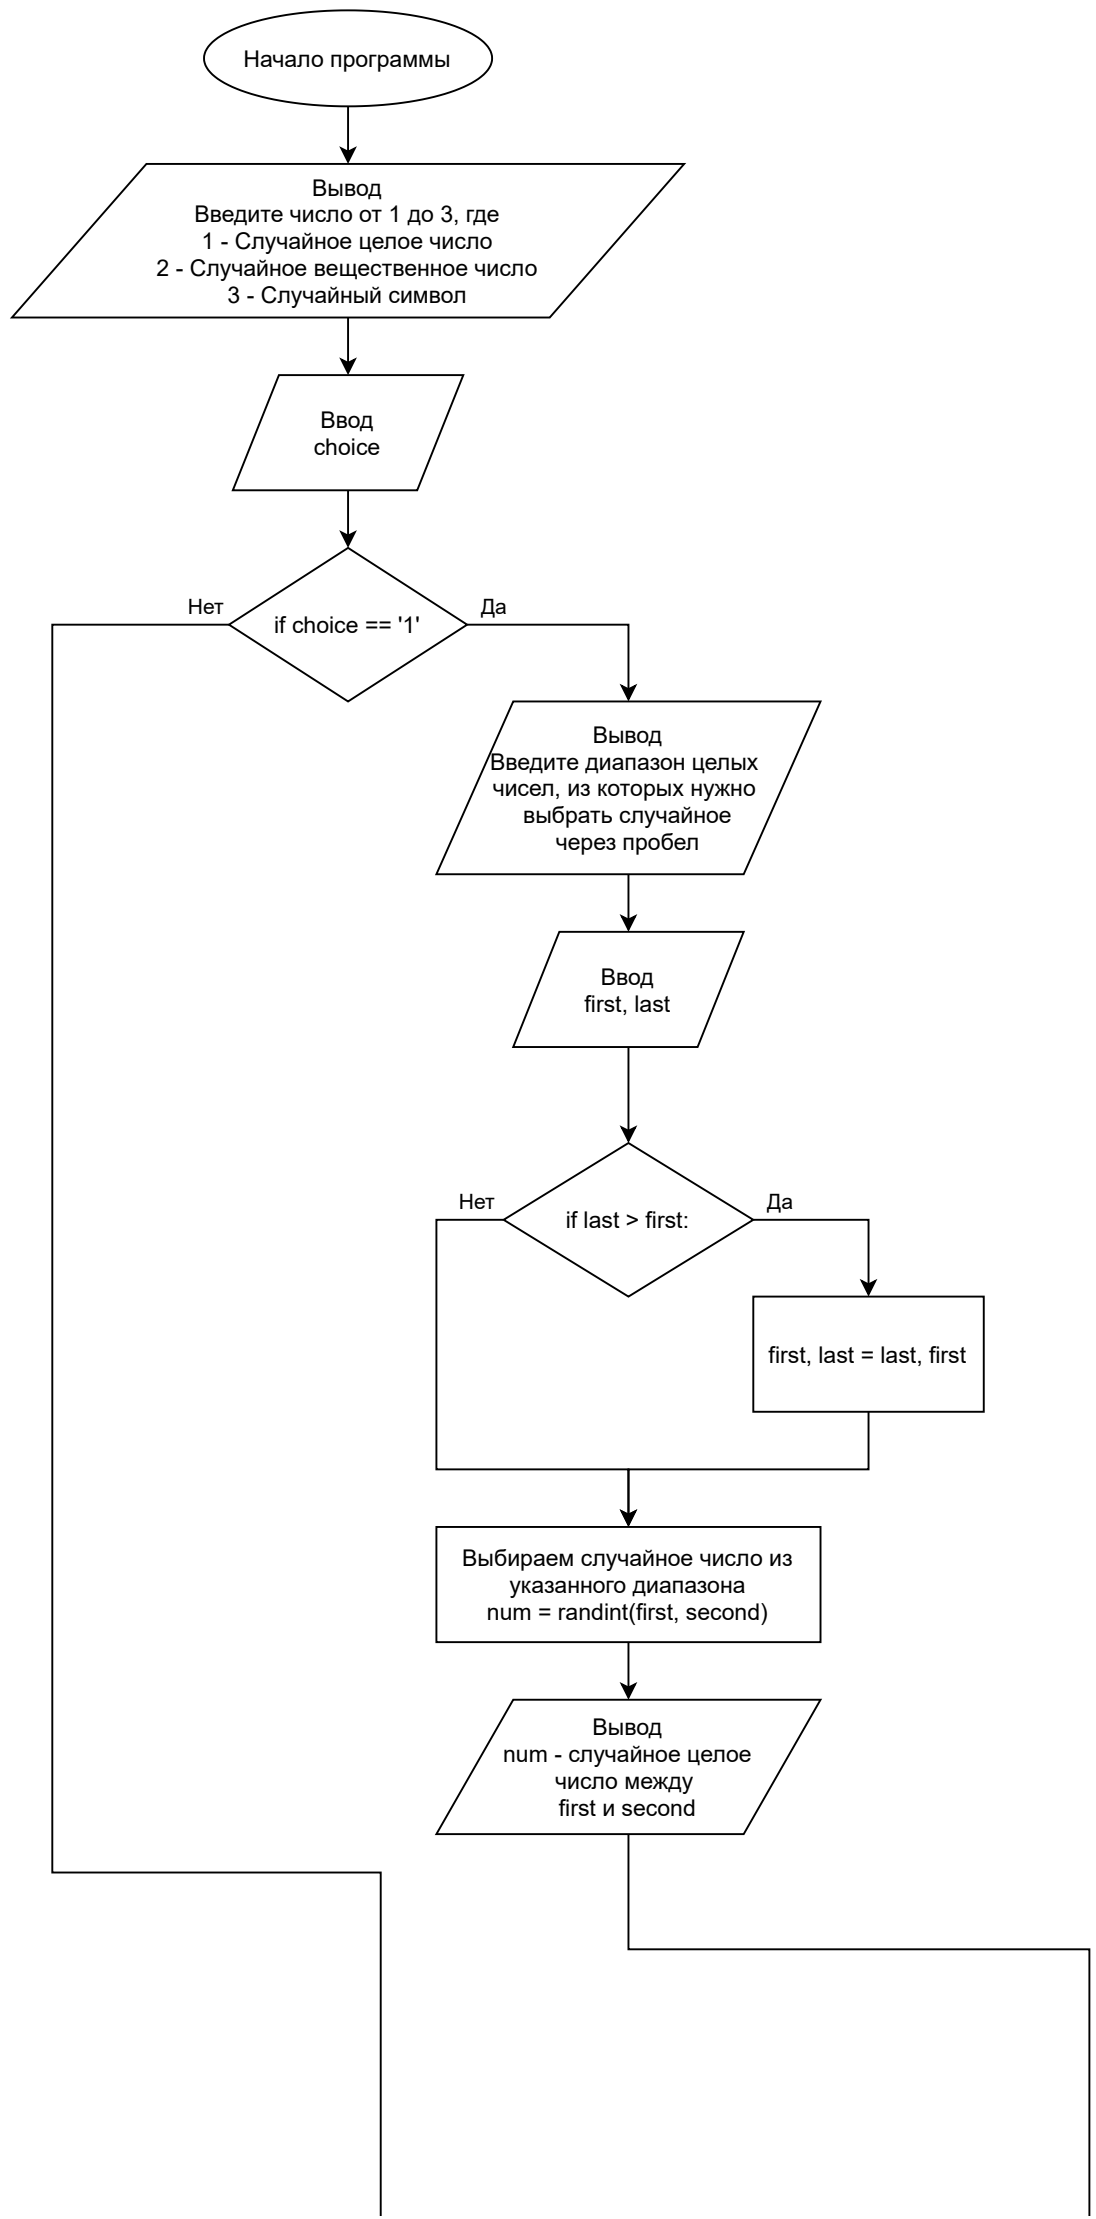 Начало программы
Вывод
Введите число от 1 до 3, где
1 - Случайное целое число
2 - Случайное вещественное число
3 - Случайный символ
Ввод
choice
Нет
if choice == '1'
Да
Вывод
Введите диапазон целых
чисел, из которых нужно
выбрать случайное
через пробел
Ввод
first, last
Нет
if last > first:
Да
first, last = last, first
Выбираем случайное число из
указанного диапазона
num = randint(first, second)
Вывод
num - случайное целое
число между
first и second